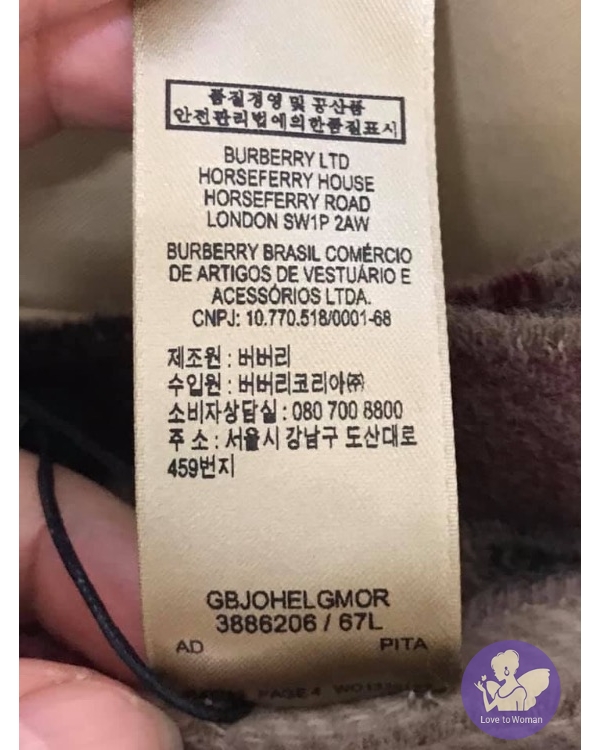 품질경영 및 공산품
안전관리법에의한품질표시
BURBERRY LTD
HORSEFERRY HOUSE
HORSEFERRY ROAD
LONDON SW1P 2AW
BURBERRY BRASIL COMÉRCIO
DE ARTIGOS DE VESTUÁRIO E
ACESSÓRIOS LTDA.
CNPJ: 10.770.518/0001-68
제조원 : 버버리
수입원 : 버버리코리아㈜
소비자상담실 : 080 700 8800
주 소 : 서울시 강남구 도산대로
459번지
GBJOHELGMOR
3886206 / 67L
AD PITA
PAGE 4
Love to Woman